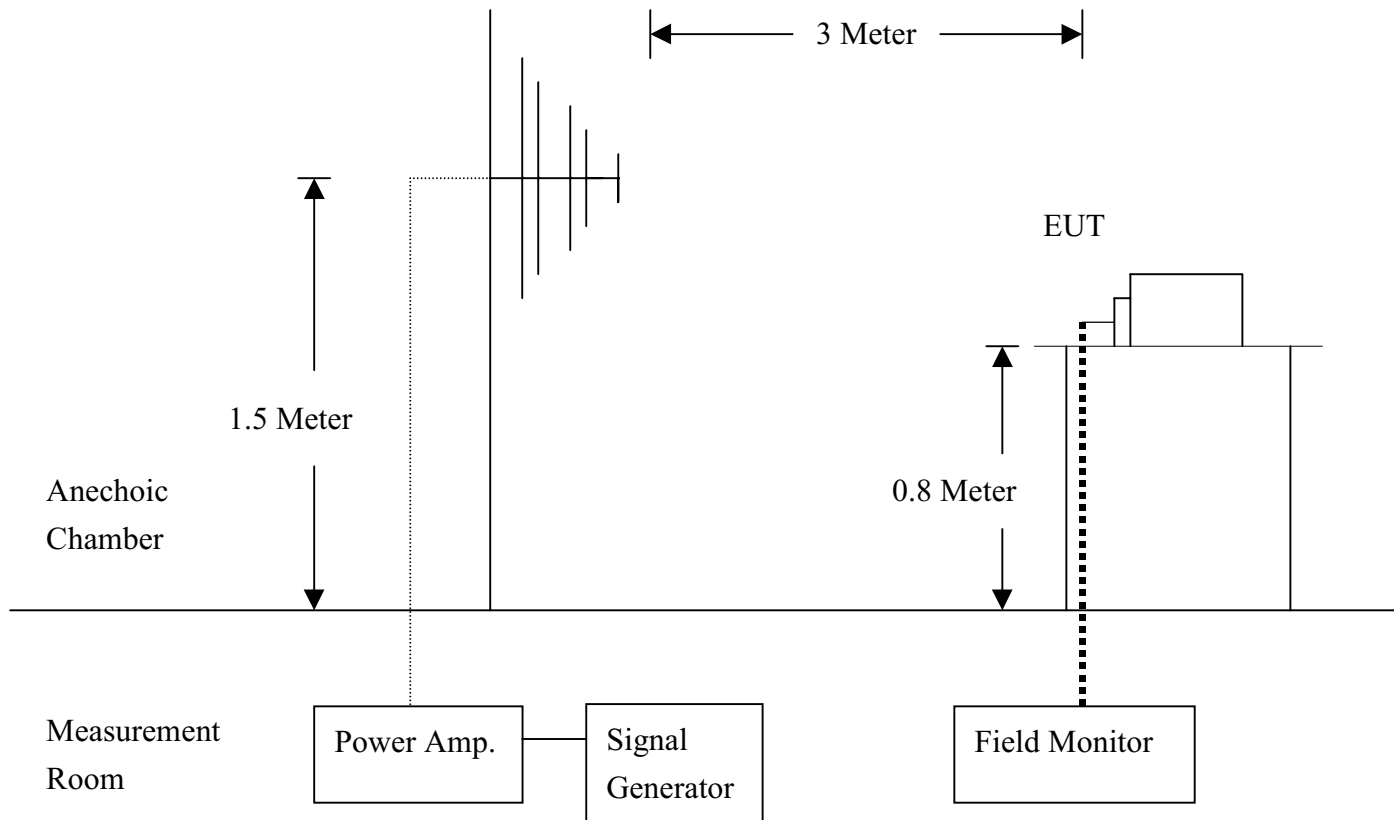 3 Meter
EUT
1.5 Meter
0.8 Meter
Anechoic
Chamber
Measurement
Room
Power Amp.
Signal
Generator
Field Monitor